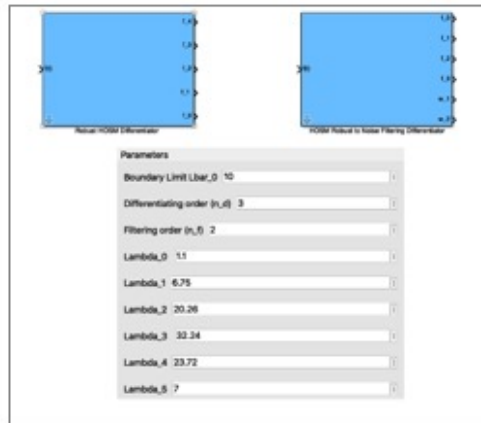 f(t)
f(t)
Robust HOSM Differentiator
HOSM Robust to Noise Filtering Differentiator
Parameters
Boundary Limit Lbar_0 10
Differentiating order (n_d) 3
Filtering order (n_f) 2
Lambda_0 1.1
Lambda_1 6.75
Lambda_2 20.26
Lambda_3 32.24
Lambda_4 23.72
Lambda_5 7